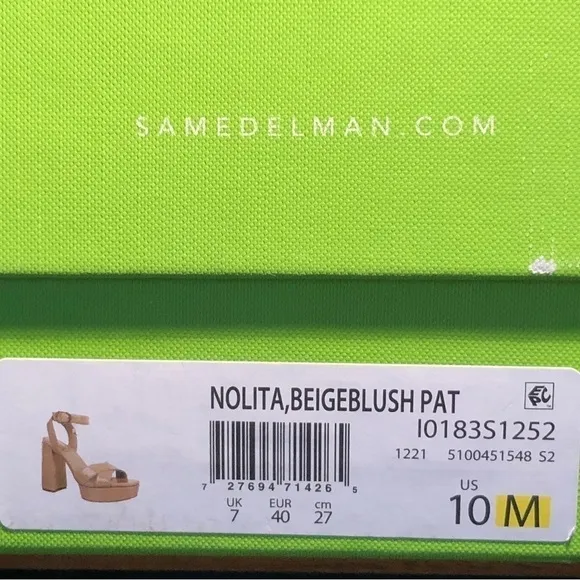 SAMEDELMAN.COM
NOLITA,BEIGEBLUSH PAT
I0183S1252
1221 5100451548 S2
7 27694 71426 5
UK EUR cm
7 40 27
US
10 M